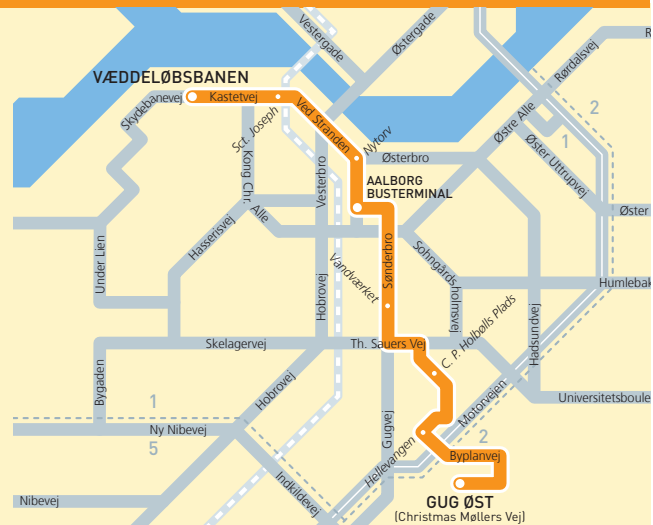 Vestergade
Østergade
Rørdalsvej
R
VÆDDELØBSBANEN
Skydebanevej
Kastetvej
Sct. Joseph
Ved Stranden
Nytorv
Østerbro
Østre Alle
2
1
Øster Uttrupvej
Kong Chr.
Alle
Vesterbro
AALBORG
BUSTERMINAL
Hasserisvej
Under Lien
Vandværket
Sønderbro
Sohngårdsholmsvej
Øster
Humlebak
Hobrovej
Skelagervej
Th. Sauers Vej
C. P. Holbølls Plads
Hadsundvej
Motorvejen
Universitetsboule
Bygaden
Hobrovej
1
Ny Nibevej
5
Gugvej
Hellevangen
2
Byplanvej
Indkildevej
Nibevej
GUG ØST
(Christmas Møllers Vej)